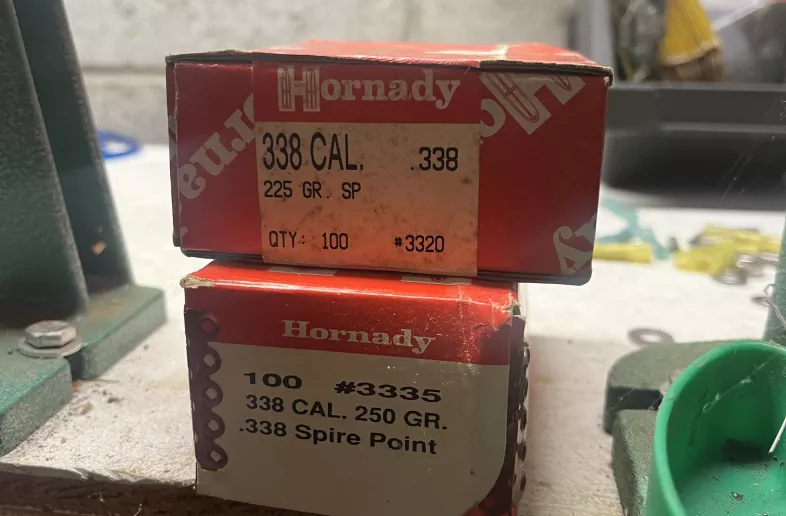 Hornady
338 CAL. .338
225 GR. SP
QTY: 100 #3320
Hornady
100 #3335
338 CAL. 250 GR.
.338 Spire Point